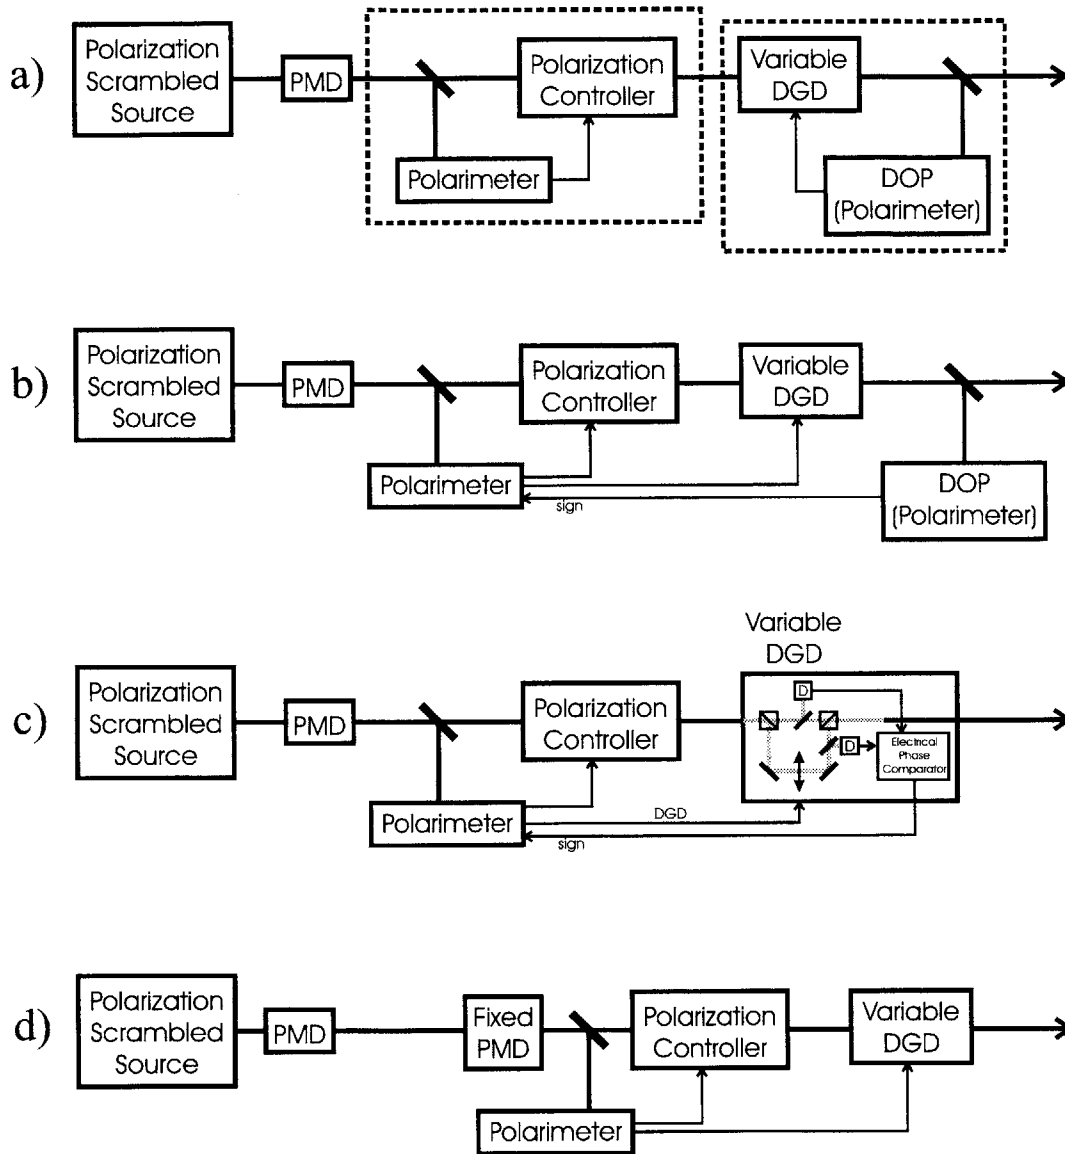 a)
Polarization
Scrambled
Source
PMD
Polarimeter
Polarization
Controller
Variable
DGD
DOP
(Polarimeter)
b)
Polarization
Scrambled
Source
PMD
Polarimeter
Polarization
Controller
Variable
DGD
sign
DOP
(Polarimeter)
c)
Polarization
Scrambled
Source
PMD
Polarimeter
Polarization
Controller
Variable
DGD
D
D
Electrical
Phase
Comparator
DGD
sign
d)
Polarization
Scrambled
Source
PMD
Fixed
PMD
Polarimeter
Polarization
Controller
Variable
DGD